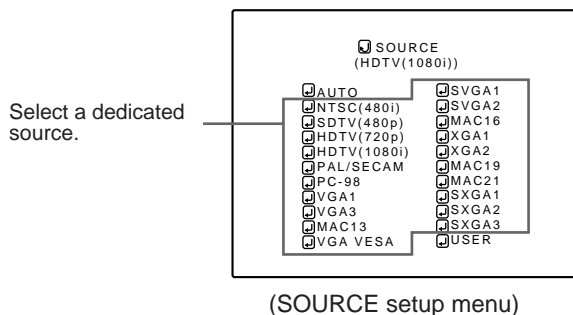 SOURCE
(HDTV(1080i))
AUTO
NTSC(480i)
SDTV(480p)
HDTV(720p)
HDTV(1080i)
PAL/SECAM
PC-98
VGA1
VGA3
MAC13
VGA VESA
SVGA1
SVGA2
MAC16
XGA1
XGA2
MAC19
MAC21
SXGA1
SXGA2
SXGA3
USER
Select a dedicated
source.
(SOURCE setup menu)